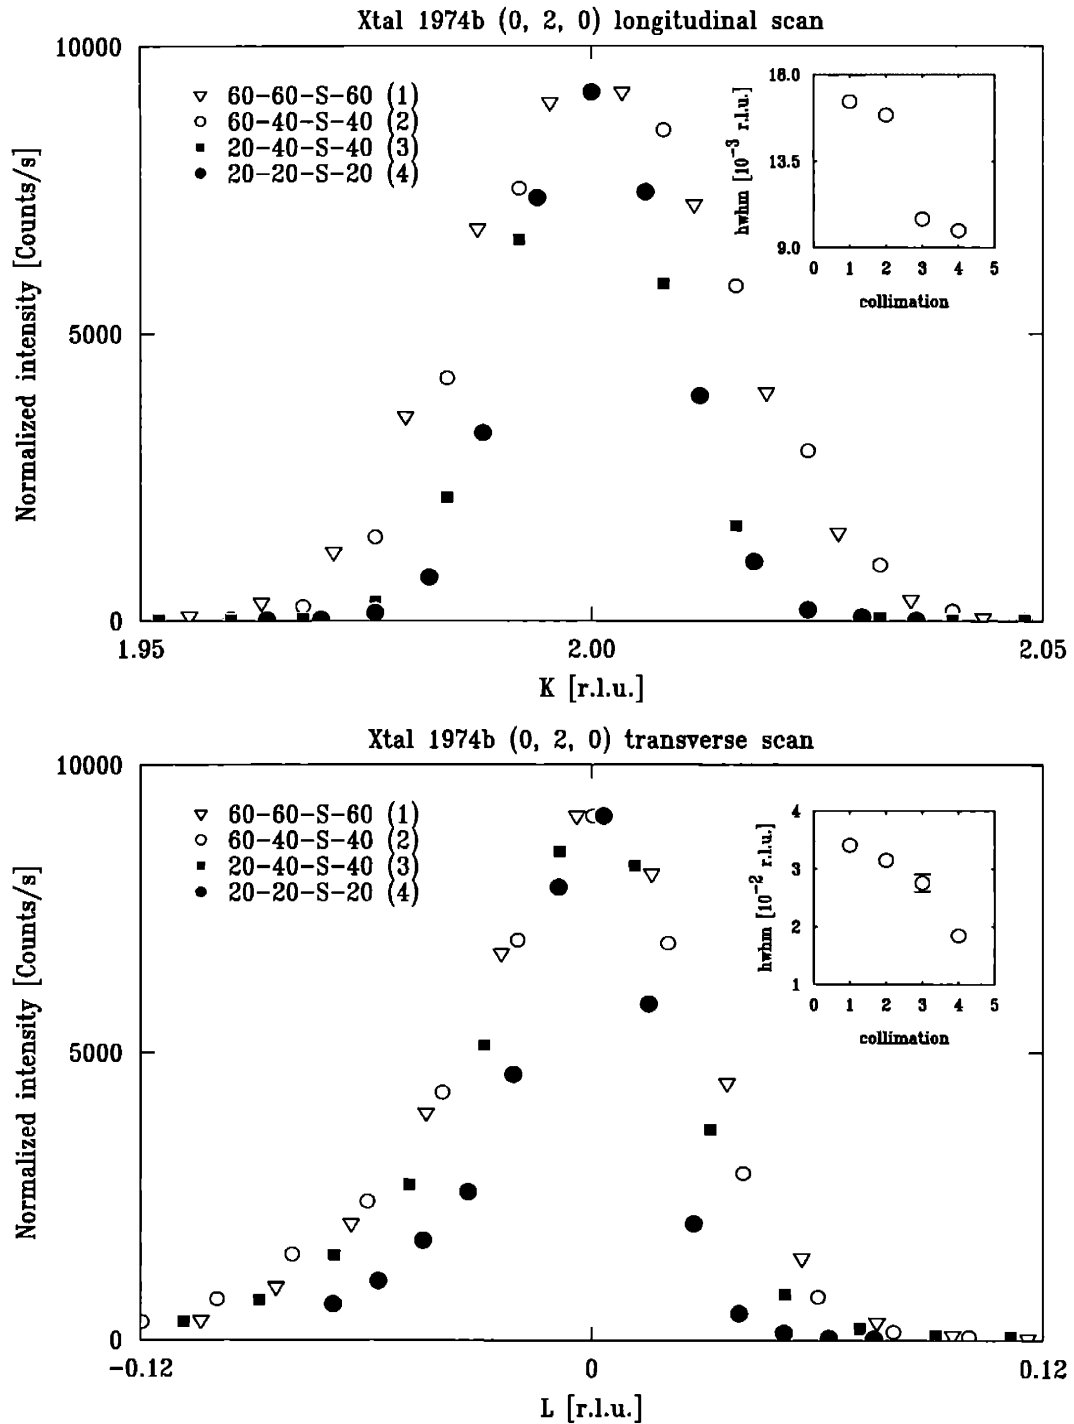 Xtal 1974b (0, 2, 0) longitudinal scan
10000
5000
0
Normalized intensity [Counts/s]
60-60-S-60 (1)
60-40-S-40 (2)
20-40-S-40 (3)
20-20-S-20 (4)
18.0
13.5
9.0
hwhm [10⁻³ r.l.u.]
0 1 2 3 4 5
collimation
1.95 2.00 2.05
K [r.l.u.]
Xtal 1974b (0, 2, 0) transverse scan
10000
5000
0
Normalized intensity [Counts/s]
60-60-S-60 (1)
60-40-S-40 (2)
20-40-S-40 (3)
20-20-S-20 (4)
4
3
2
1
hwhm [10⁻² r.l.u.]
0 1 2 3 4 5
collimation
-0.12 0 0.12
L [r.l.u.]